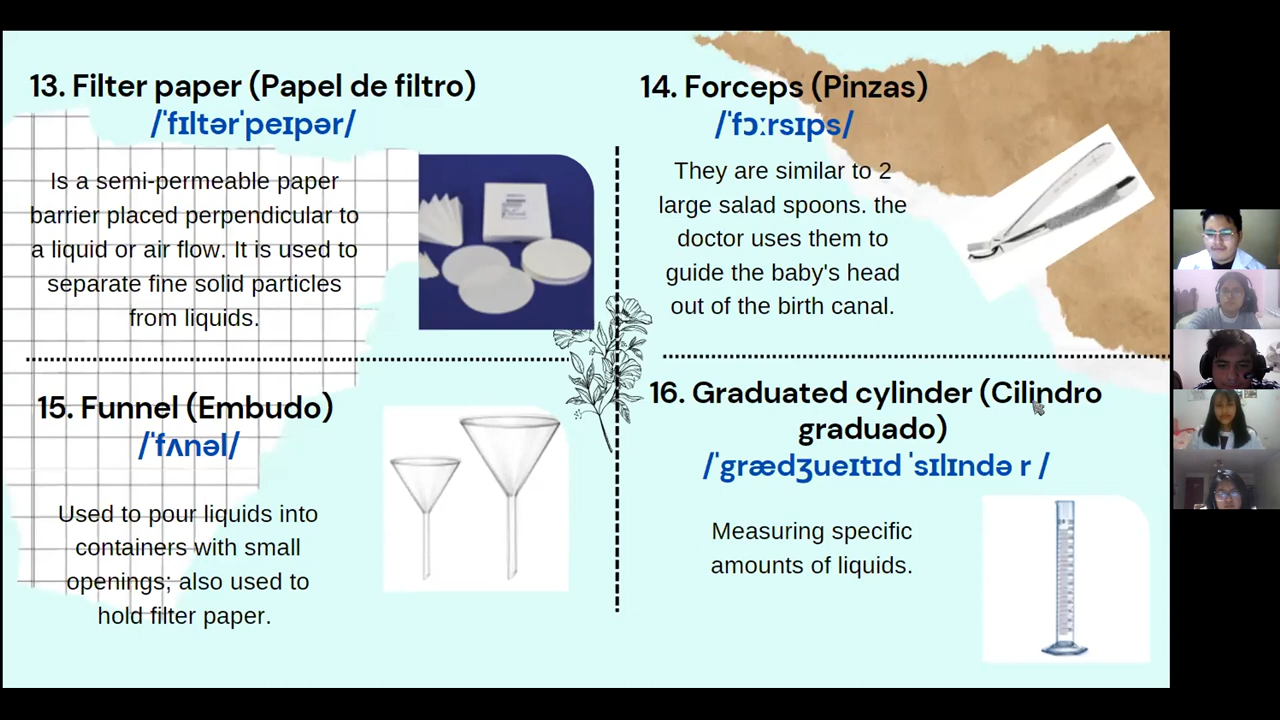 13. Filter paper (Papel de filtro)
/ˈfɪltərˈpeɪpər/
Is a semi-permeable paper
barrier placed perpendicular to
a liquid or air flow. It is used to
separate fine solid particles
from liquids.
14. Forceps (Pinzas)
/ˈfɔːrsɪps/
They are similar to 2
large salad spoons. the
doctor uses them to
guide the baby's head
out of the birth canal.
15. Funnel (Embudo)
/ˈfʌnəl/
Used to pour liquids into
containers with small
openings; also used to
hold filter paper.
16. Graduated cylinder (Cilindro
graduado)
/ˈgrædʒueɪtɪd ˈsɪlɪndə r /
Measuring specific
amounts of liquids.